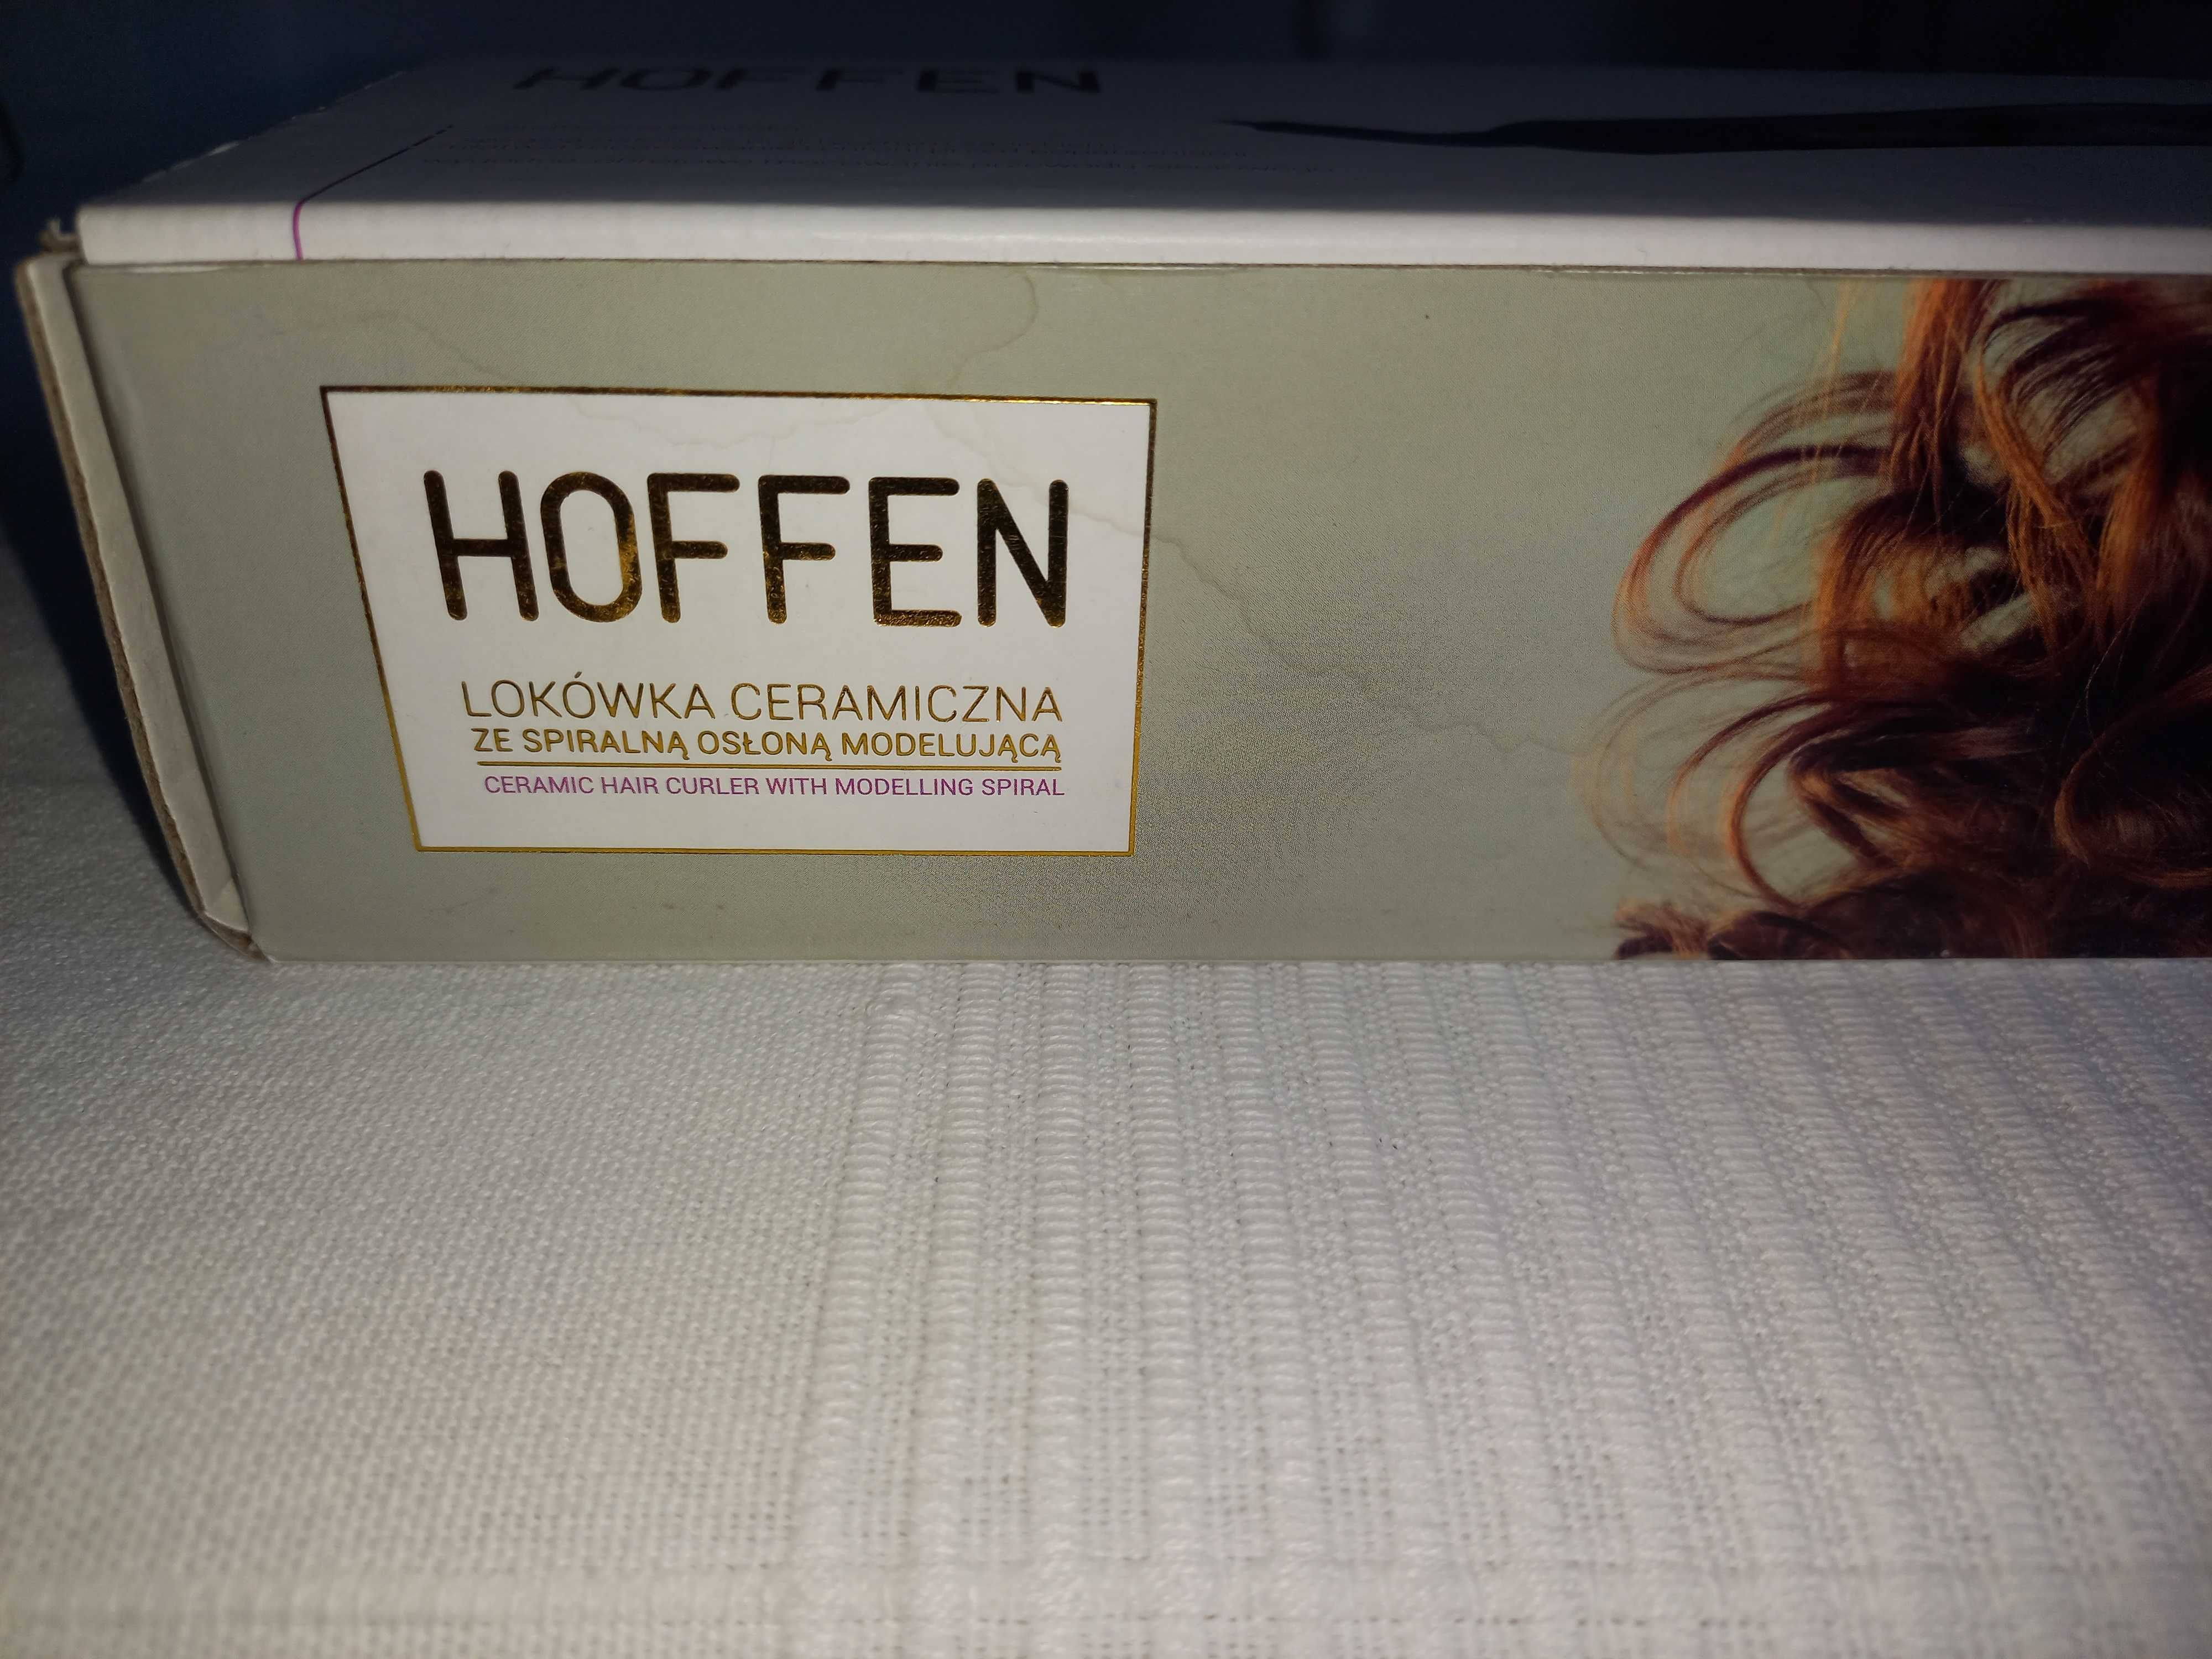 HOFFEN
HOFFEN
LOKÓWKA CERAMICZNA
ZE SPIRALNĄ OSŁONĄ MODELUJĄCĄ
CERAMIC HAIR CURLER WITH MODELLING SPIRAL